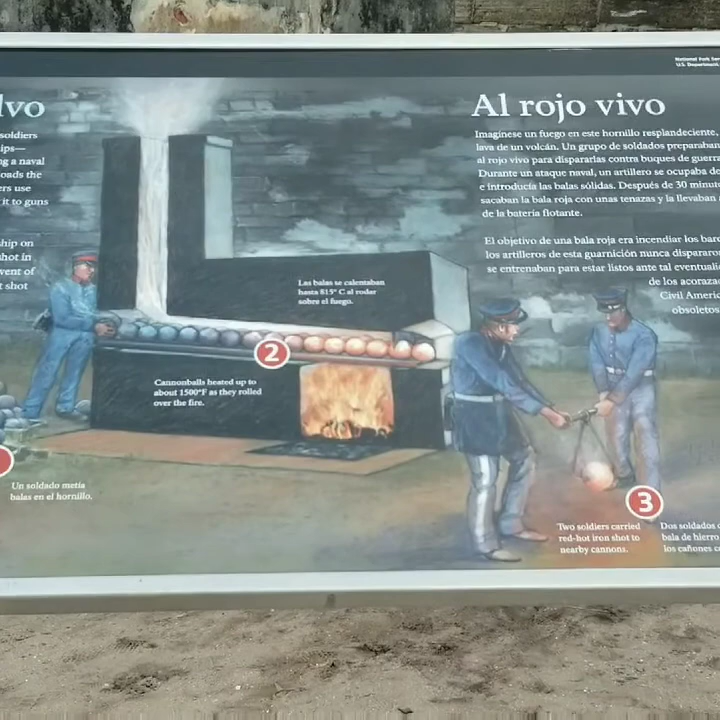 National Park Ser
U.S. Department
lvo
soldiers
ips—
ng a naval
oads the
ers use
it to guns
ship on
shot in
vent of
t shot
Al rojo vivo
Imagínese un fuego en este hornillo resplandeciente,
lava de un volcán. Un grupo de soldados preparaban
al rojo vivo para dispararlas contra buques de guerra
Durante un ataque naval, un artillero se ocupaba de
e introducía las balas sólidas. Después de 30 minut
sacaban la bala roja con unas tenazas y la llevaban
de la batería flotante.
El objetivo de una bala roja era incendiar los barc
los artilleros de esta guarnición nunca dispararon
se entrenaban para estar listos ante tal eventualid
de los acorazad
Civil Americ
obsoletos.
Las balas se calentaban
hasta 815° C al rodar
sobre el fuego.
2
Cannonballs heated up to
about 1500°F as they rolled
over the fire.
Un soldado metía
balas en el hornillo.
3
Two soldiers carried
red-hot iron shot to
nearby cannons.
Dos soldados
bala de hierro
los cañones c